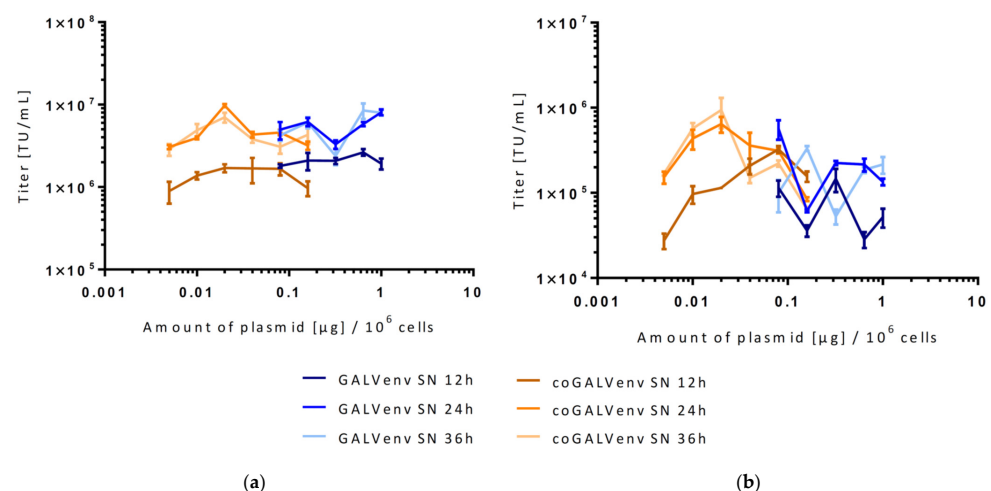 1×10⁸
1×10⁷
1×10⁶
1×10⁵
Titer [TU/mL]
0.001
0.01
0.1
1
10
Amount of plasmid [µg] / 10⁶ cells
1×10⁷
1×10⁶
1×10⁵
1×10⁴
Titer [TU/mL]
0.001
0.01
0.1
1
10
Amount of plasmid [µg] / 10⁶ cells
GALVenv SN 12h
GALVenv SN 24h
GALVenv SN 36h
coGALVenv SN 12h
coGALVenv SN 24h
coGALVenv SN 36h
(a)
(b)